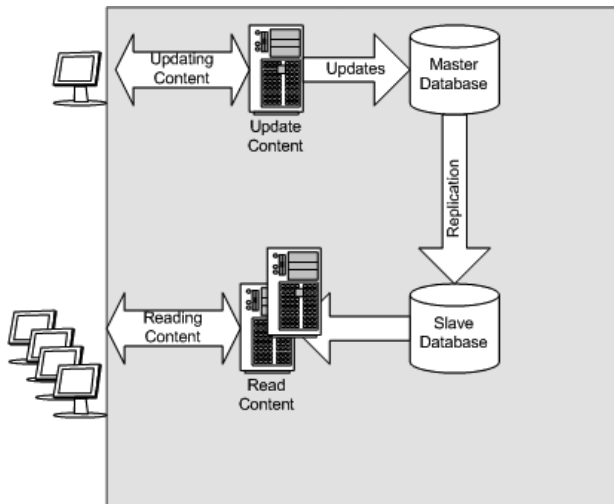 Updating
Content
Updates
Master
Database
Update
Content
Replication
Reading
Content
Slave
Database
Read
Content